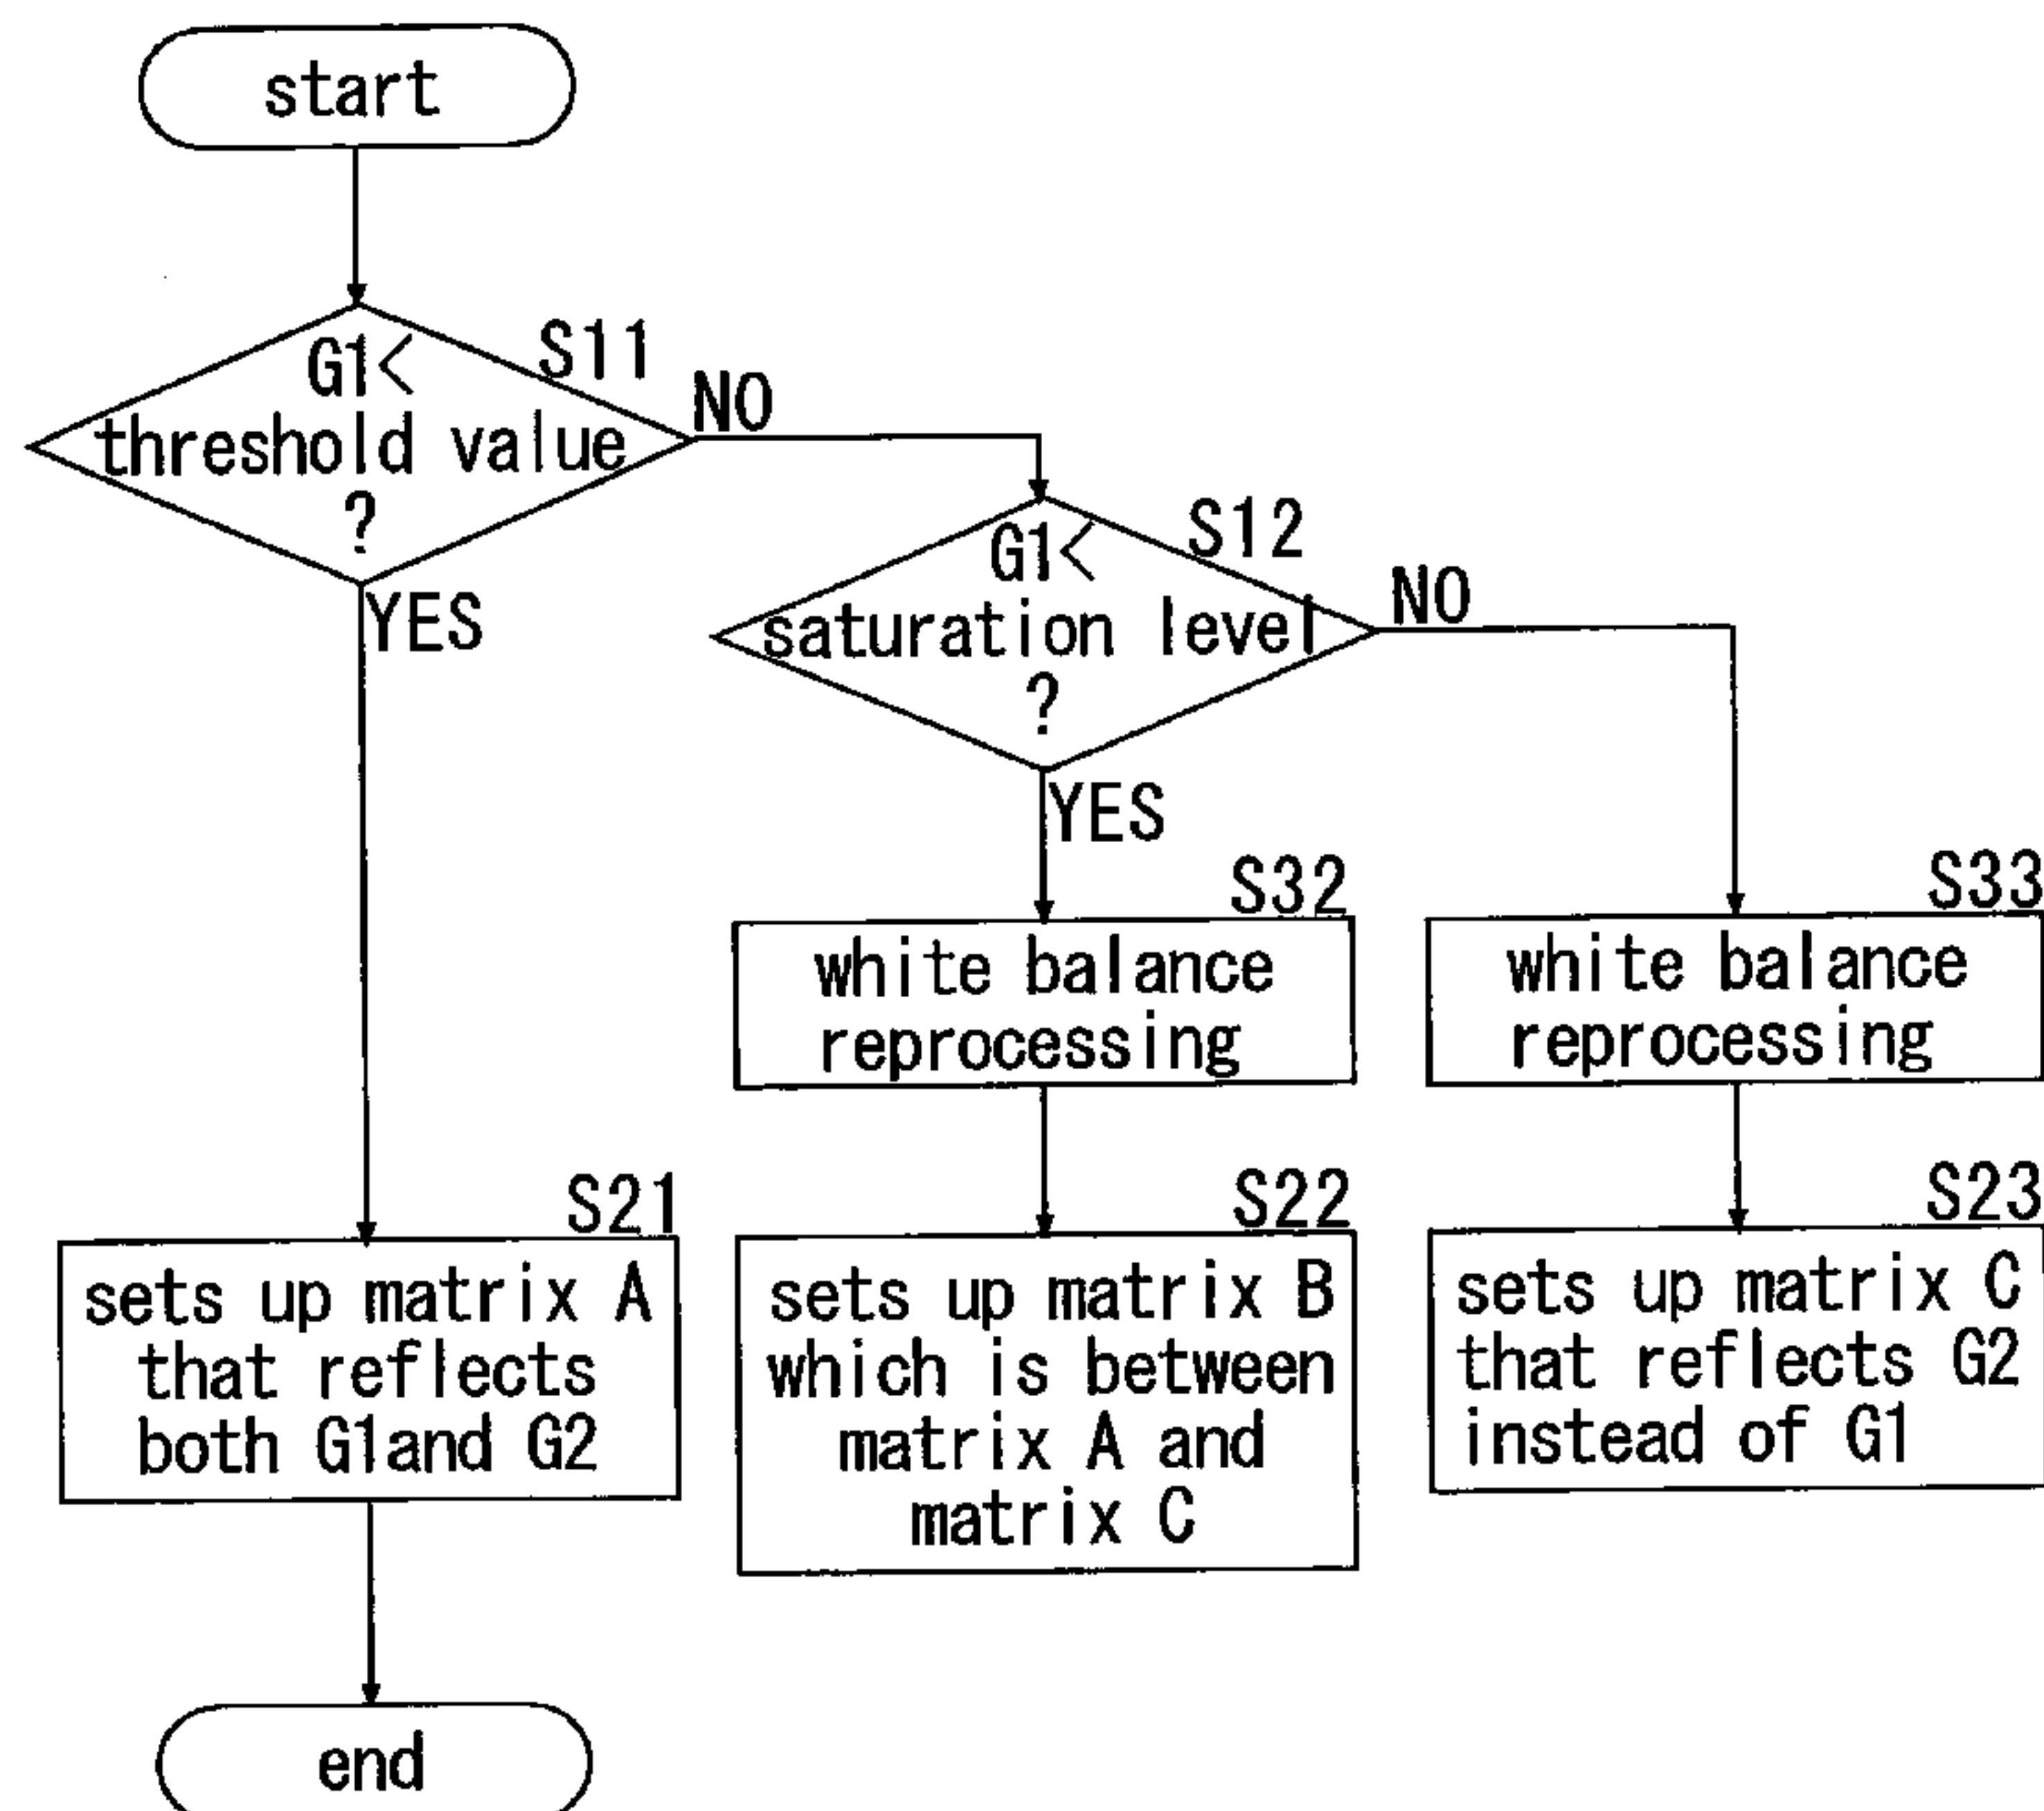 start
S11
G1<
threshold value
?
NO
YES
S12
G1<
saturation level
?
NO
YES
S32
white balance
reprocessing
S33
white balance
reprocessing
S21
sets up matrix A
that reflects
both G1and G2
S22
sets up matrix B
which is between
matrix A and
matrix C
S23
sets up matrix C
that reflects G2
instead of G1
end